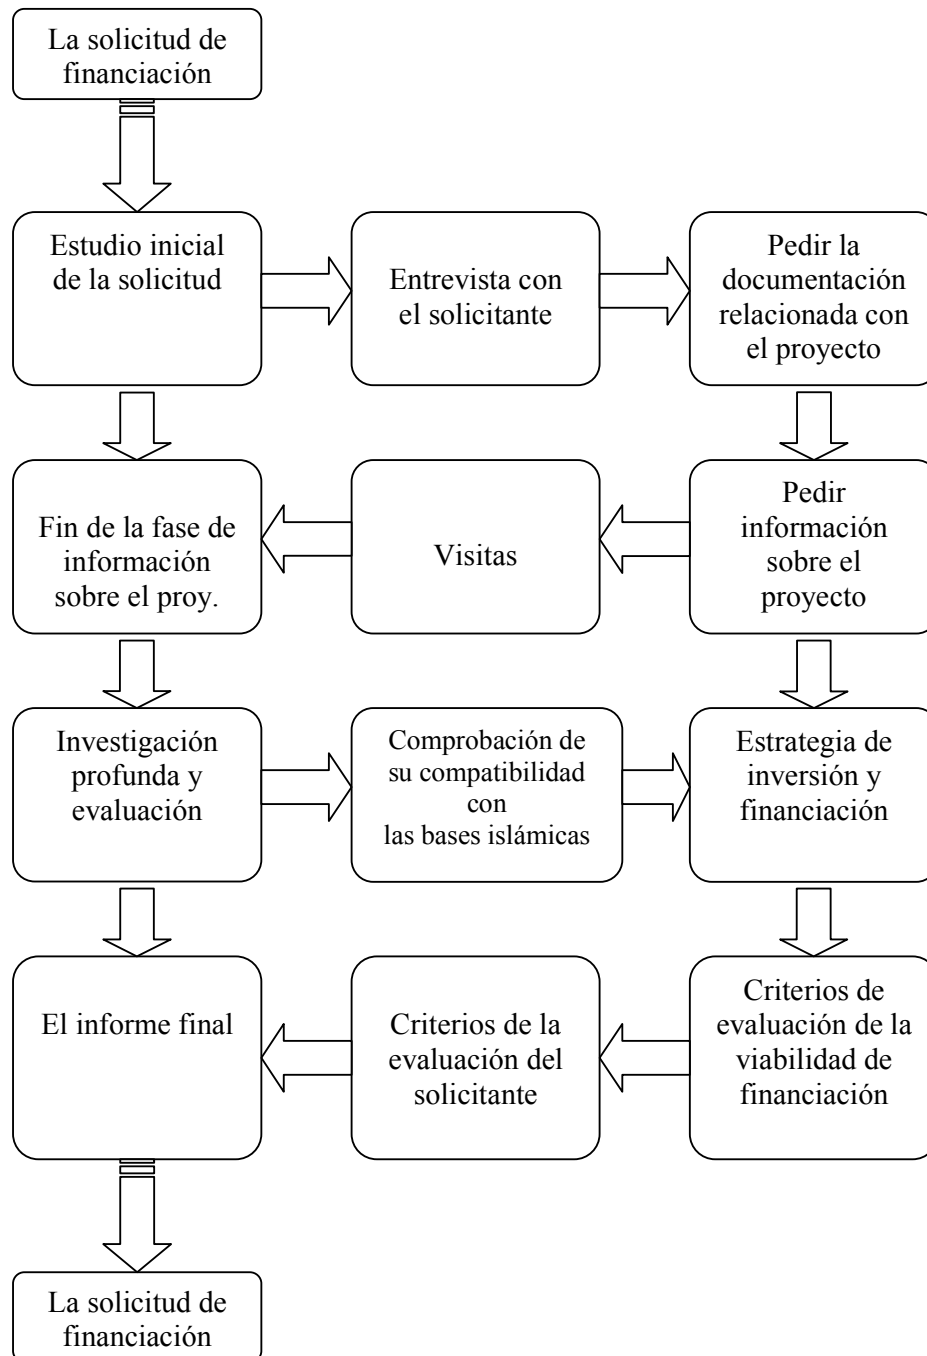 La solicitud de
financiación
Estudio inicial
de la solicitud
Entrevista con
el solicitante
Pedir la
documentación
relacionada con
el proyecto
Fin de la fase de
información
sobre el proy.
Visitas
Pedir
información
sobre el
proyecto
Investigación
profunda y
evaluación
Comprobación de
su compatibilidad
con
las bases islámicas
Estrategia de
inversión y
financiación
El informe final
Criterios de la
evaluación del
solicitante
Criterios de
evaluación de la
viabilidad de
financiación
La solicitud de
financiación